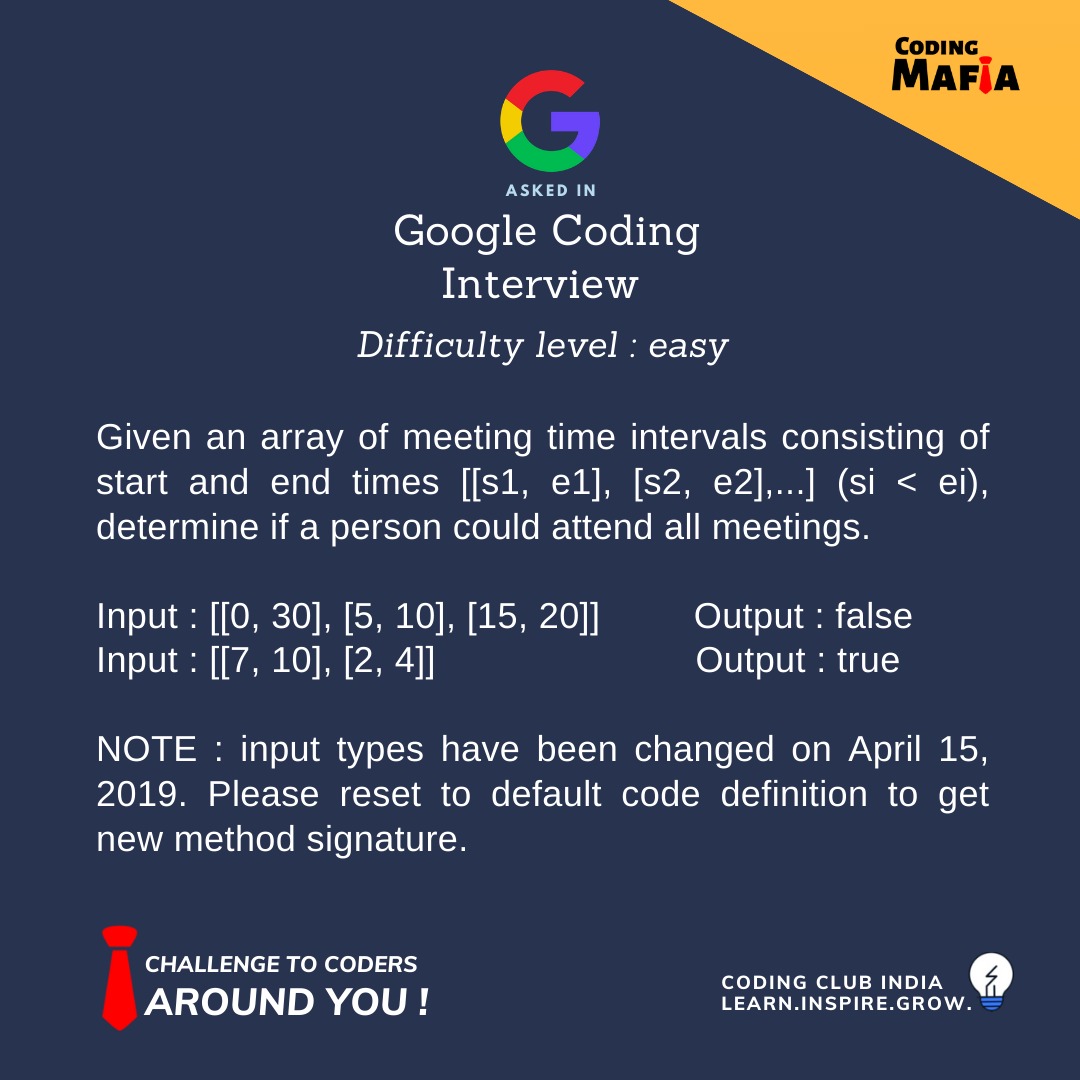 CODING
MAFIA
G
ASKED IN
Google Coding
Interview
Difficulty level : easy
Given an array of meeting time intervals consisting of
start and end times [[s1, e1], [s2, e2],...] (si < ei),
determine if a person could attend all meetings.
Input : [[0, 30], [5, 10], [15, 20]] Output : false
Input : [[7, 10], [2, 4]] Output : true
NOTE : input types have been changed on April 15,
2019. Please reset to default code definition to get
new method signature.
CHALLENGE TO CODERS
AROUND YOU !
CODING CLUB INDIA
LEARN.INSPIRE.GROW.